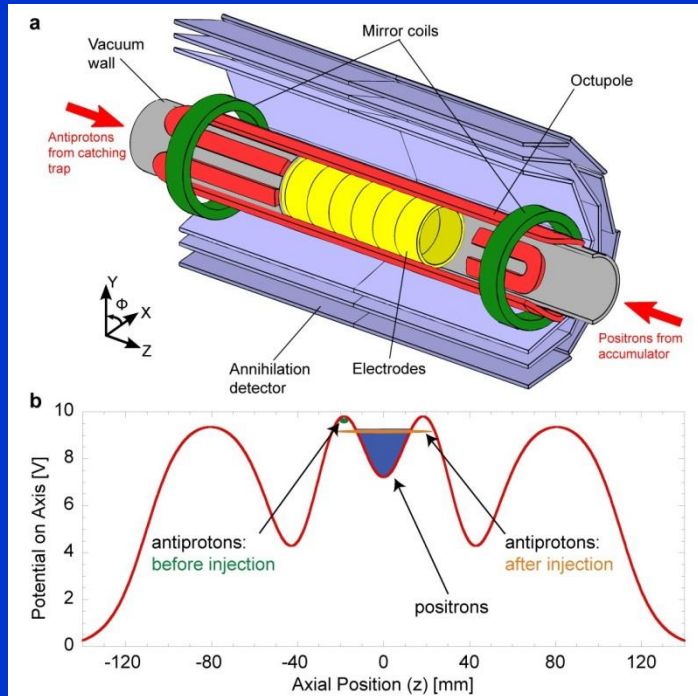 a
Vacuum
wall
Mirror coils
Octupole
Antiprotons
from catching
trap
Y
Φ
X
Z
Annihilation
detector
Electrodes
Positrons from
accumulator
b
10
8
6
4
2
0
Potential on Axis [V]
antiprotons:
before injection
antiprotons:
after injection
positrons
-120 -80 -40 0 40 80 120
Axial Position (z) [mm]